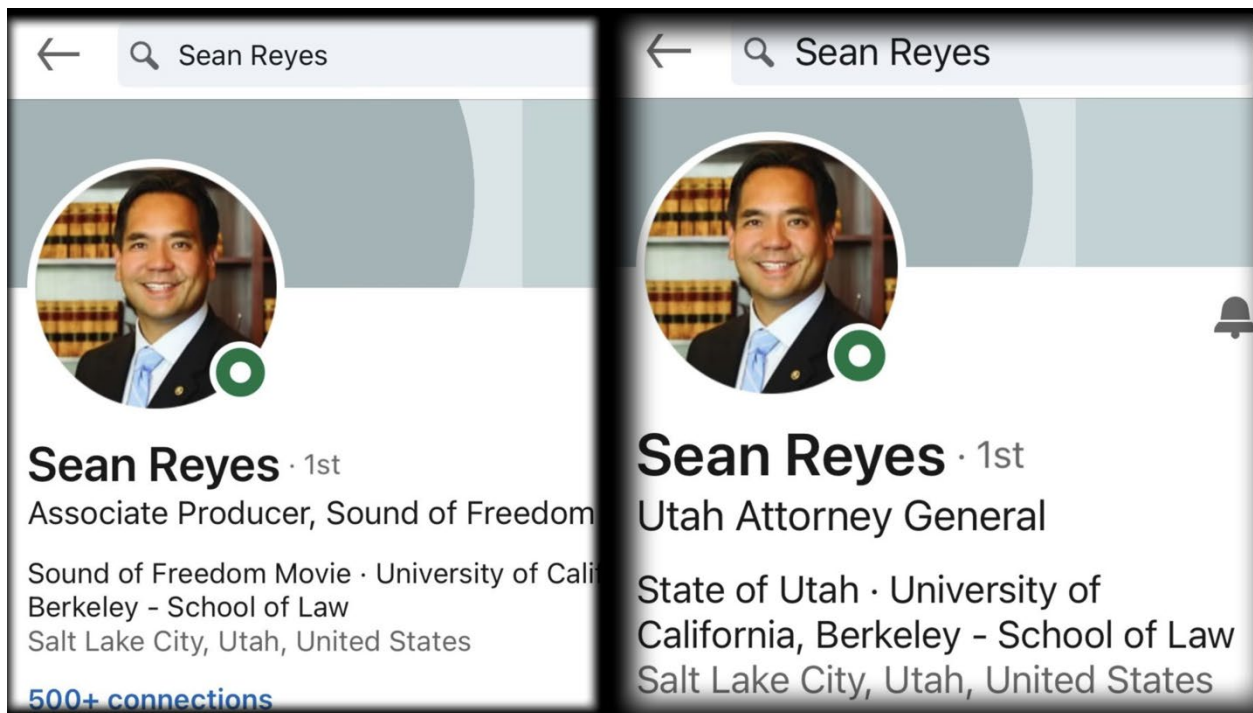 Sean Reyes
Sean Reyes · 1st
Associate Producer, Sound of Freedom
Sound of Freedom Movie · University of Cali
Berkeley – School of Law
Salt Lake City, Utah, United States
500+ connections
Sean Reyes
Sean Reyes · 1st
Utah Attorney General
State of Utah · University of
California, Berkeley – School of Law
Salt Lake City, Utah, United States